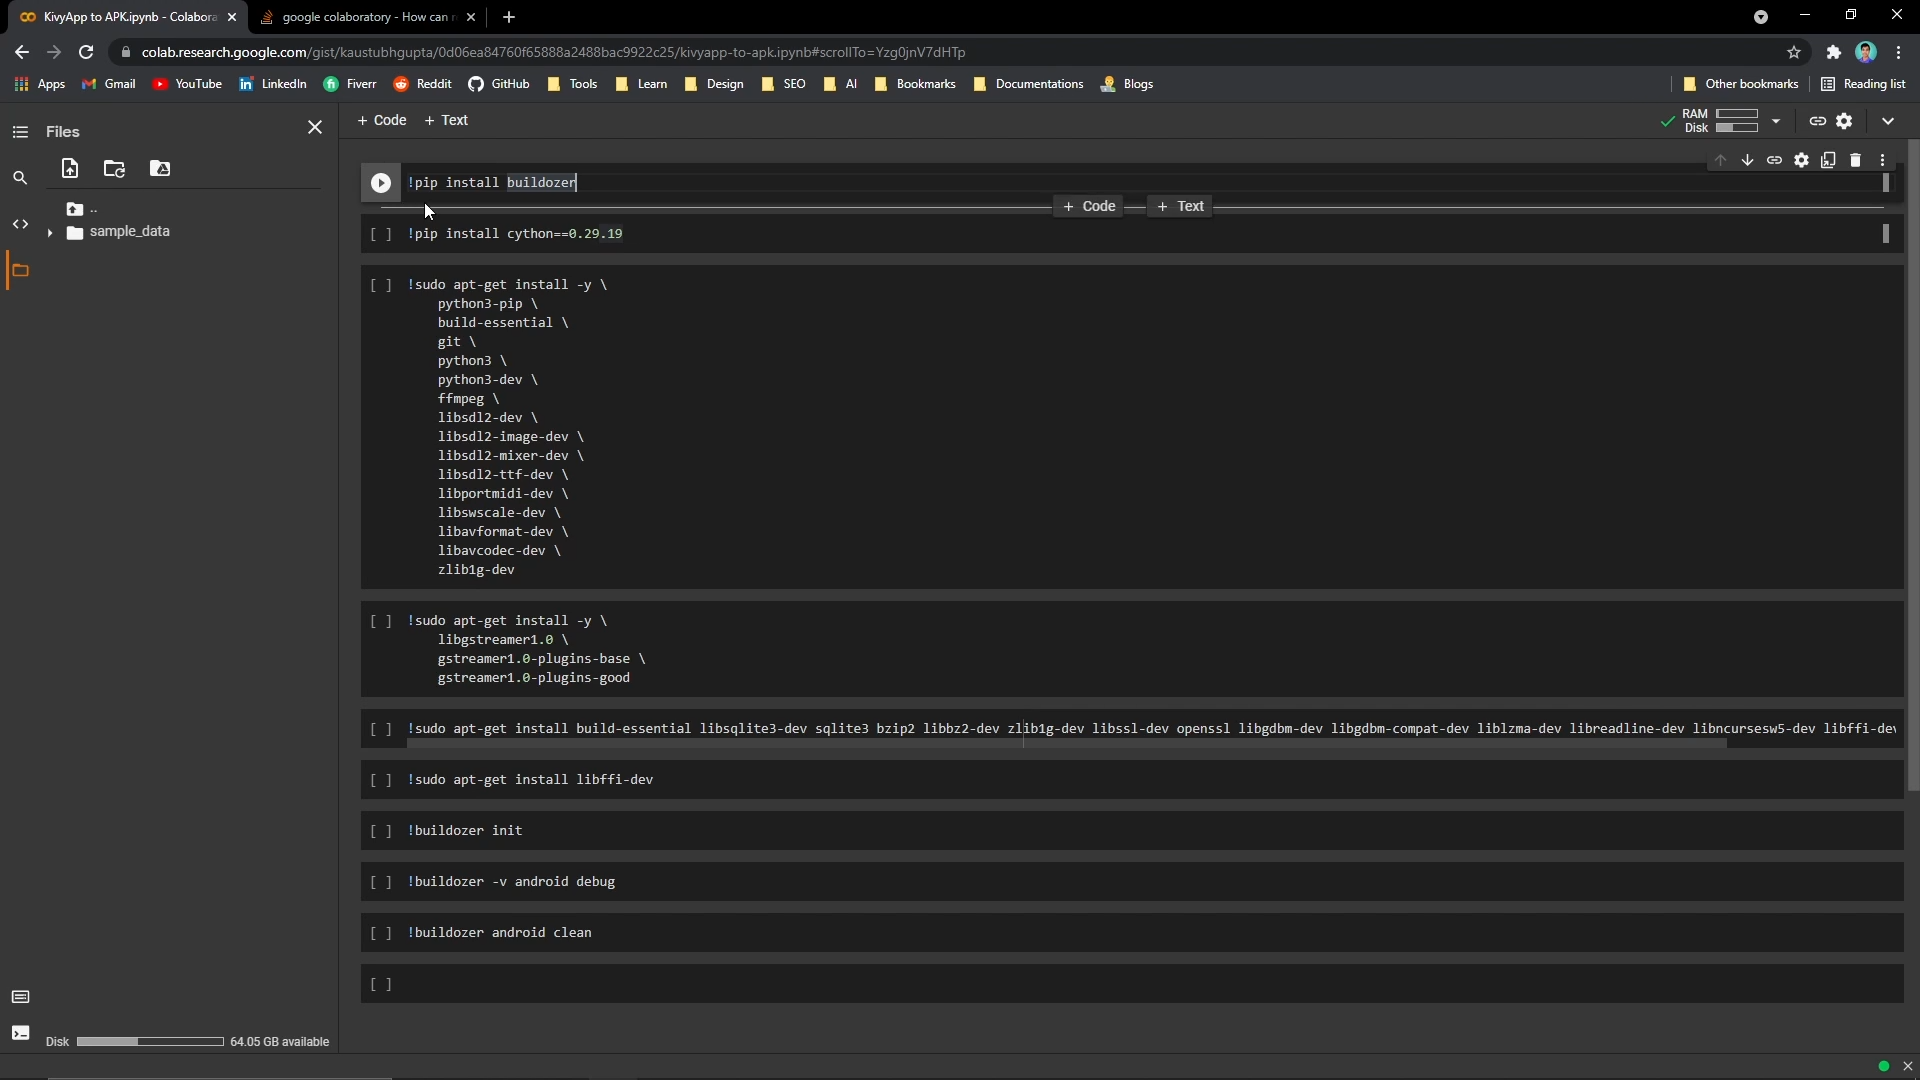 KivyApp to APK.ipynb - Colabora
google colaboratory - How can
colab.research.google.com/gist/kaustubhgupta/0d06ea84760f65888a2488bac9922c25/kivyapp-to-apk.ipynb#scrollTo=Yzg0jnV7dHTp
Apps Gmail YouTube LinkedIn Fiverr Reddit GitHub Tools Learn Design SEO AI Bookmarks Documentations Blogs Other bookmarks Reading list
Files
+ Code + Text
RAM
Disk
..
sample_data
!pip install buildozer
+ Code + Text
[ ] !pip install cython==0.29.19
[ ] !sudo apt-get install -y \
python3-pip \
build-essential \
git \
python3 \
python3-dev \
ffmpeg \
libsdl2-dev \
libsdl2-image-dev \
libsdl2-mixer-dev \
libsdl2-ttf-dev \
libportmidi-dev \
libswscale-dev \
libavformat-dev \
libavcodec-dev \
zlib1g-dev
[ ] !sudo apt-get install -y \
libgstreamer1.0 \
gstreamer1.0-plugins-base \
gstreamer1.0-plugins-good
[ ] !sudo apt-get install build-essential libsqlite3-dev sqlite3 bzip2 libbz2-dev zlib1g-dev libssl-dev openssl libgdbm-dev libgdbm-compat-dev liblzma-dev libreadline-dev libncursesw5-dev libffi-dev
[ ] !sudo apt-get install libffi-dev
[ ] !buildozer init
[ ] !buildozer -v android debug
[ ] !buildozer android clean
[ ]
Disk 64.05 GB available